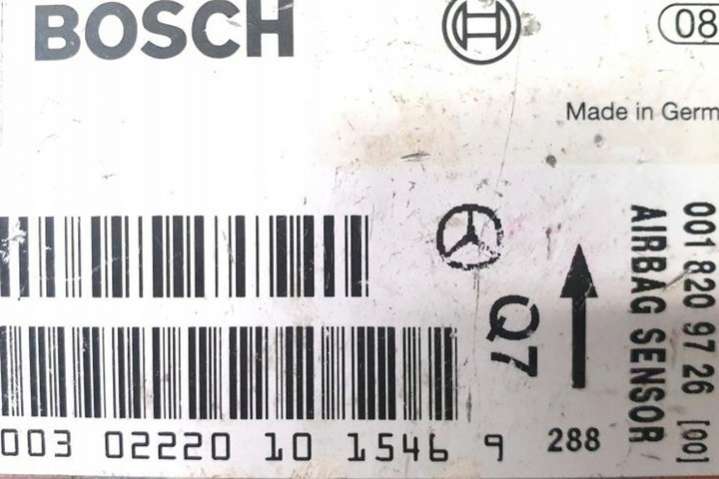 BOSCH
08
Made in Germ
001 820 97 26 [00]
AIRBAG SENSOR
Q7
003 02220 10 1546 9
288